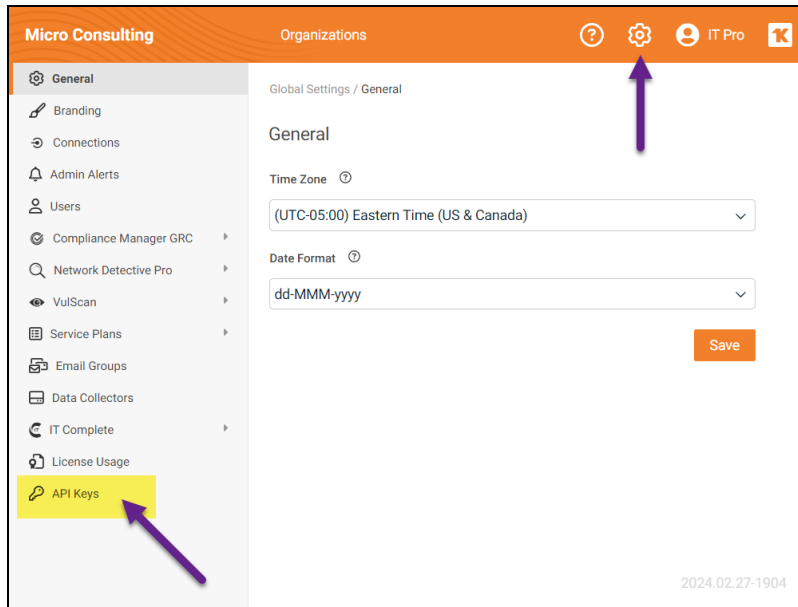 Micro Consulting
Organizations
IT Pro
General
Branding
Connections
Admin Alerts
Users
Compliance Manager GRC
Network Detective Pro
VulScan
Service Plans
Email Groups
Data Collectors
IT Complete
License Usage
API Keys
Global Settings / General
General
Time Zone
(UTC-05:00) Eastern Time (US & Canada)
Date Format
dd-MMM-yyyy
Save
2024.02.27-1904